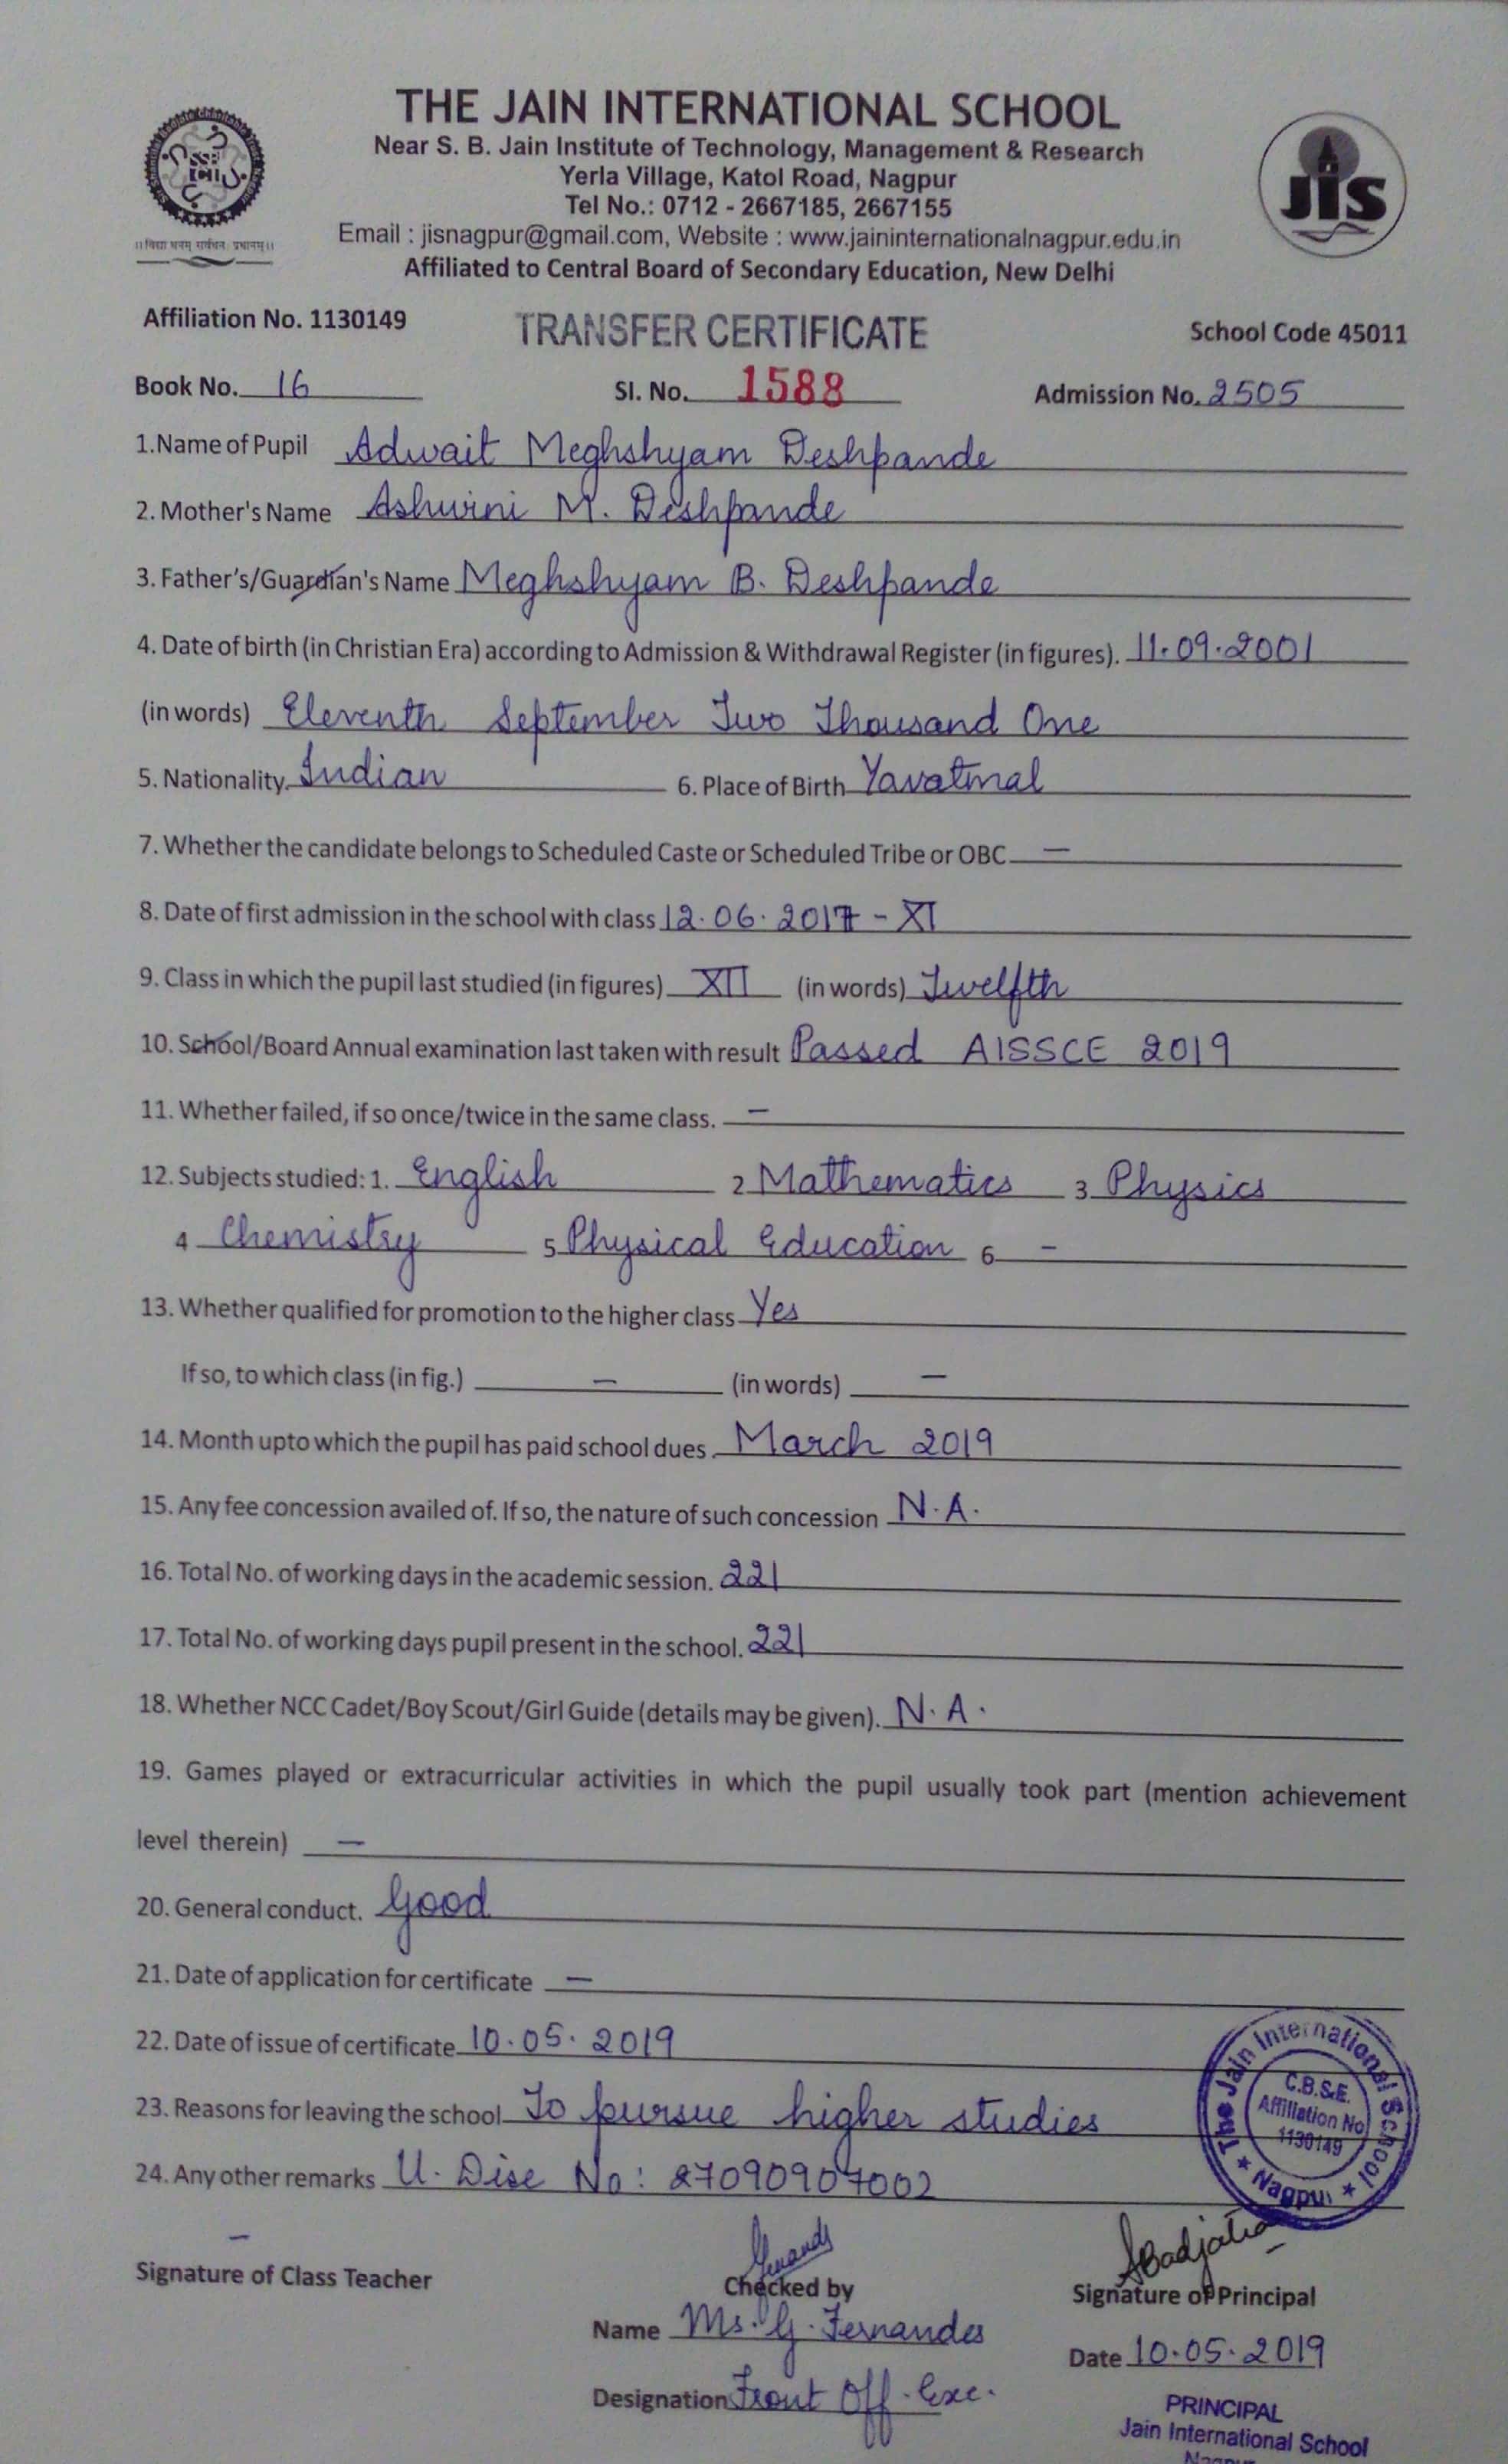 THE JAIN INTERNATIONAL SCHOOL
Near S. B. Jain Institute of Technology, Management & Research
Yerla Village, Katol Road, Nagpur
Tel No.: 0712 - 2667185, 2667155
Email : jisnagpur@gmail.com, Website : www.jaininternationalnagpur.edu.in
Affiliated to Central Board of Secondary Education, New Delhi
JIS
Affiliation No. 1130149 TRANSFER CERTIFICATE School Code 45011
Book No. 16 Sl. No. 1588 Admission No. 2505
1.Name of Pupil Adwait Meghshyam Deshpande
2. Mother's Name Ashwini M. Deshpande
3. Father's/Guardian's Name Meghshyam B. Deshpande
4. Date of birth (in Christian Era) according to Admission & Withdrawal Register (in figures). 11.09.2001
(in words) Eleventh September Two Thousand One
5. Nationality. Indian 6. Place of Birth Yavatmal
7. Whether the candidate belongs to Scheduled Caste or Scheduled Tribe or OBC —
8. Date of first admission in the school with class 12.06.2017 - XI
9. Class in which the pupil last studied (in figures) XII (in words) Twelfth
10. School/Board Annual examination last taken with result Passed AISSCE 2019
11. Whether failed, if so once/twice in the same class. —
12. Subjects studied: 1. English 2 Mathematics 3 Physics
4 Chemistry 5 Physical Education 6 -
13. Whether qualified for promotion to the higher class Yes
If so, to which class (in fig.) — (in words) —
14. Month upto which the pupil has paid school dues. March 2019
15. Any fee concession availed of. If so, the nature of such concession N.A.
16. Total No. of working days in the academic session. 221
17. Total No. of working days pupil present in the school. 221
18. Whether NCC Cadet/Boy Scout/Girl Guide (details may be given). N.A.
19. Games played or extracurricular activities in which the pupil usually took part (mention achievement
level therein) —
20. General conduct. Good
21. Date of application for certificate —
22. Date of issue of certificate 10.05.2019
23. Reasons for leaving the school To pursue higher studies
24. Any other remarks U. Dise No: 27090907002
The Jain International School
★ Nagpur ★
C.B.S.E.
Affiliation No
1130149
—
Signature of Class Teacher Checked by Signature of Principal
Name Ms. G. Fernandes
Date 10.05.2019
Designation Front Off. Exc.
PRINCIPAL
Jain International School
Nagpur